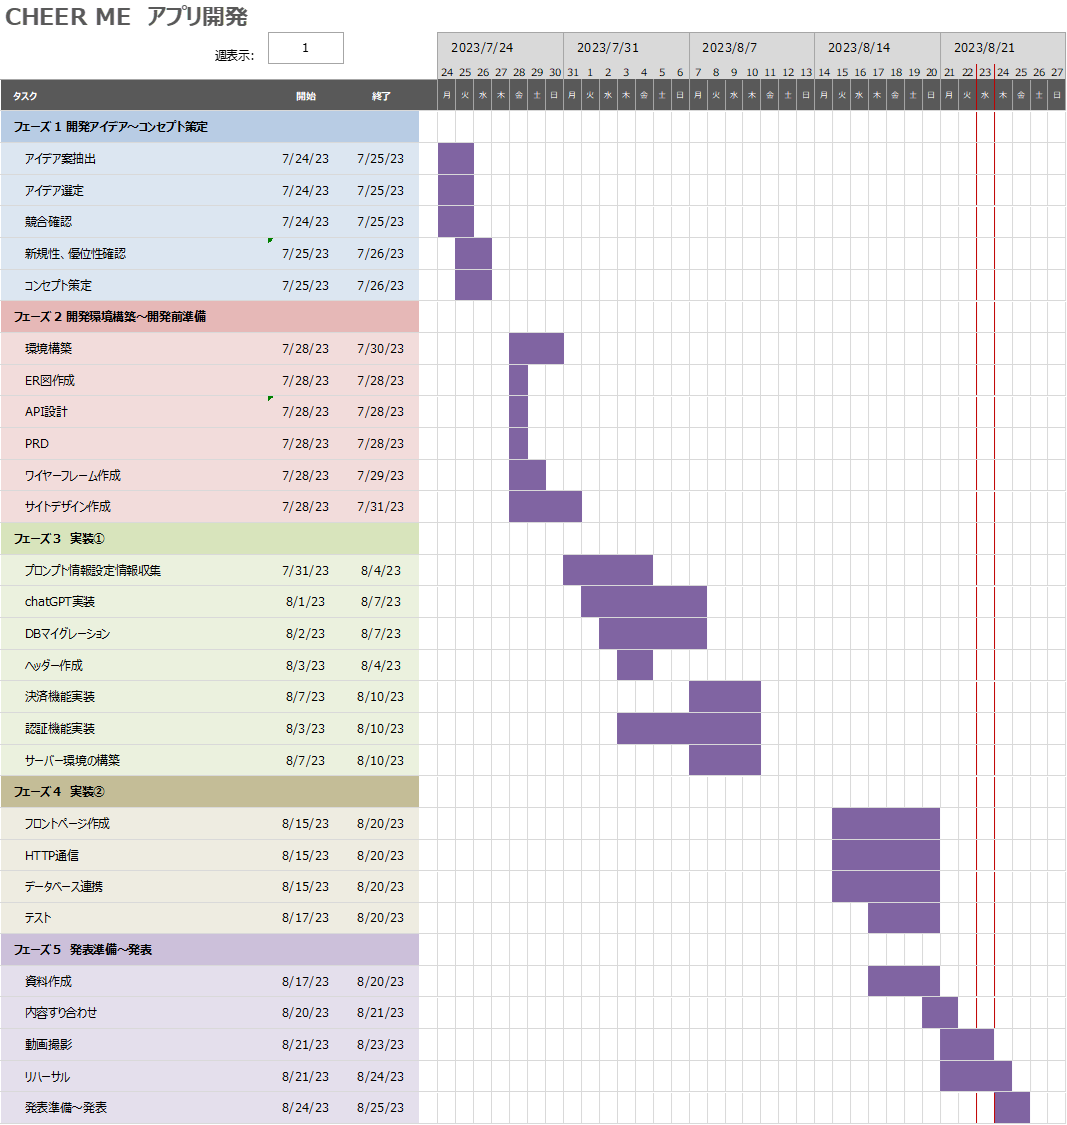 CHEER ME アプリ開発
週表示: 1
2023/7/24 2023/7/31 2023/8/7 2023/8/14 2023/8/21
24 25 26 27 28 29 30 31 1 2 3 4 5 6 7 8 9 10 11 12 13 14 15 16 17 18 19 20 21 22 23 24 25 26 27
タスク 開始 終了 月 火 水 木 金 土 日 月 火 水 木 金 土 日 月 火 水 木 金 土 日 月 火 水 木 金 土 日 月 火 水 木 金 土 日
フェーズ 1 開発アイデア～コンセプト策定
アイデア案抽出 7/24/23 7/25/23
アイデア選定 7/24/23 7/25/23
競合確認 7/24/23 7/25/23
新規性、優位性確認 7/25/23 7/26/23
コンセプト策定 7/25/23 7/26/23
フェーズ 2 開発環境構築～開発前準備
環境構築 7/28/23 7/30/23
ER図作成 7/28/23 7/28/23
API設計 7/28/23 7/28/23
PRD 7/28/23 7/28/23
ワイヤーフレーム作成 7/28/23 7/29/23
サイトデザイン作成 7/28/23 7/31/23
フェーズ 3 実装①
プロンプト情報設定情報収集 7/31/23 8/4/23
chatGPT実装 8/1/23 8/7/23
DBマイグレーション 8/2/23 8/7/23
ヘッダー作成 8/3/23 8/4/23
決済機能実装 8/7/23 8/10/23
認証機能実装 8/3/23 8/10/23
サーバー環境の構築 8/7/23 8/10/23
フェーズ 4 実装②
フロントページ作成 8/15/23 8/20/23
HTTP通信 8/15/23 8/20/23
データベース連携 8/15/23 8/20/23
テスト 8/17/23 8/20/23
フェーズ 5 発表準備～発表
資料作成 8/17/23 8/20/23
内容すり合わせ 8/20/23 8/21/23
動画撮影 8/21/23 8/23/23
リハーサル 8/21/23 8/24/23
発表準備～発表 8/24/23 8/25/23